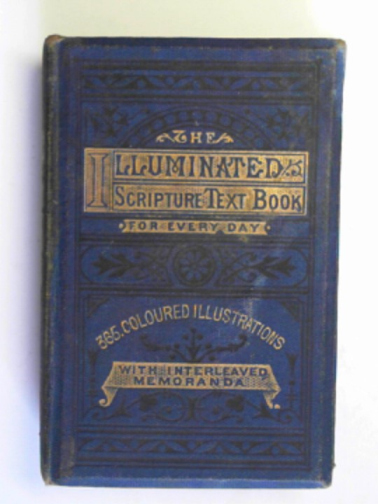 THE
ILLUMINATED
SCRIPTURE TEXT BOOK
FOR EVERY DAY
365 COLOURED ILLUSTRATIONS
WITH INTERLEAVED
MEMORANDA